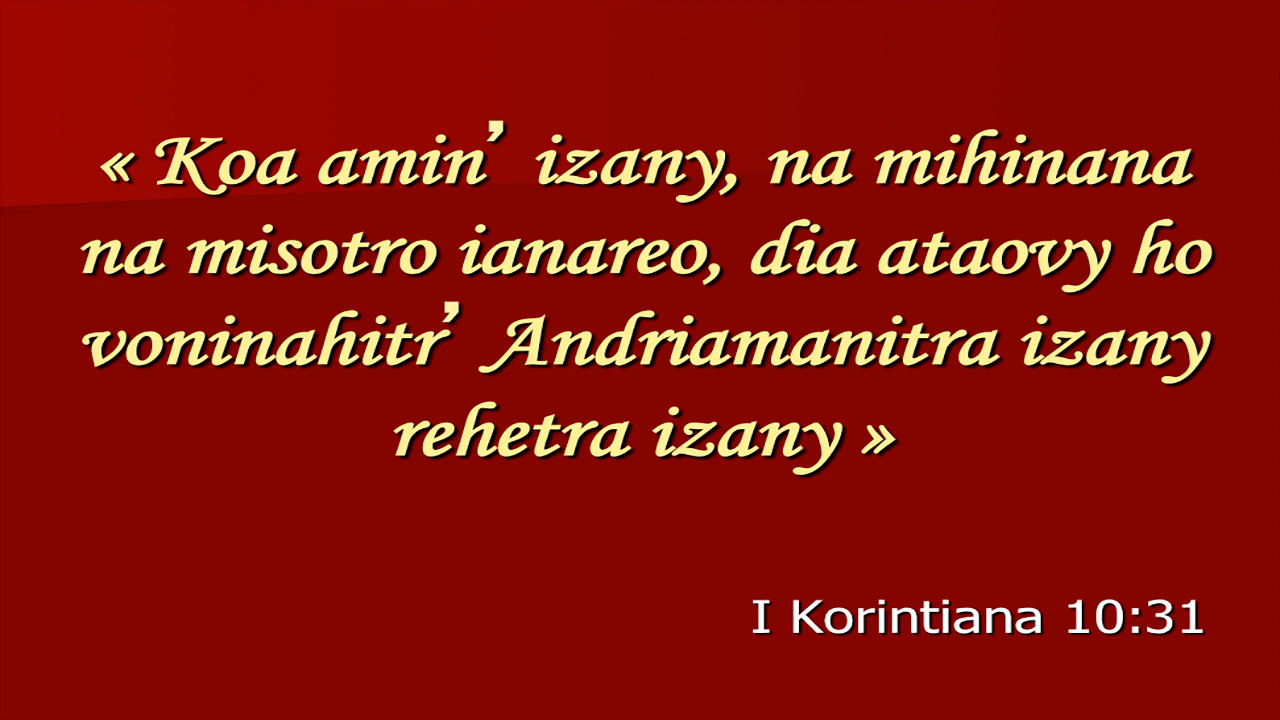 « Koa amin’ izany, na mihinana
na misotro ianareo, dia ataovy ho
voninahitr’ Andriamanitra izany
rehetra izany »
I Korintiana 10:31